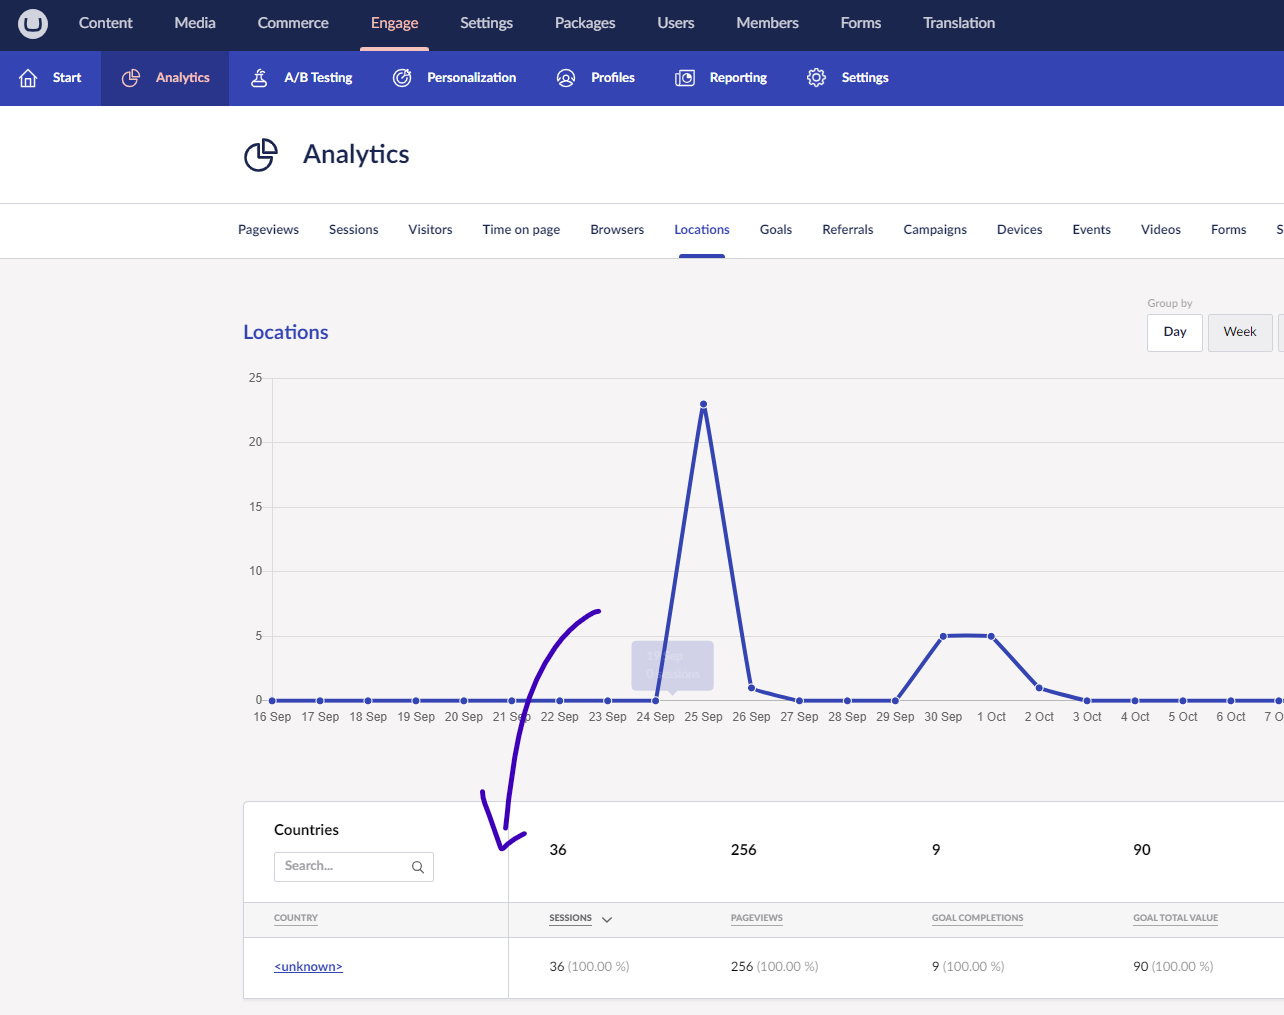 Content Media Commerce Engage Settings Packages Users Members Forms Translation
Start Analytics A/B Testing Personalization Profiles Reporting Settings
Analytics
Pageviews Sessions Visitors Time on page Browsers Locations Goals Referrals Campaigns Devices Events Videos Forms S
Group by
Locations
Day Week
25
20
15
10
5
19 Sep
0
16 Sep 17 Sep 18 Sep 19 Sep 20 Sep 21 Sep 22 Sep 23 Sep 24 Sep 25 Sep 26 Sep 27 Sep 28 Sep 29 Sep 30 Sep 1 Oct 2 Oct 3 Oct 4 Oct 5 Oct 6 Oct 7 O
Countries
36 256 9 90
Search...
COUNTRY SESSIONS PAGEVIEWS GOAL COMPLETIONS GOAL TOTAL VALUE
<unknown> 36 (100.00 %) 256 (100.00 %) 9 (100.00 %) 90 (100.00 %)